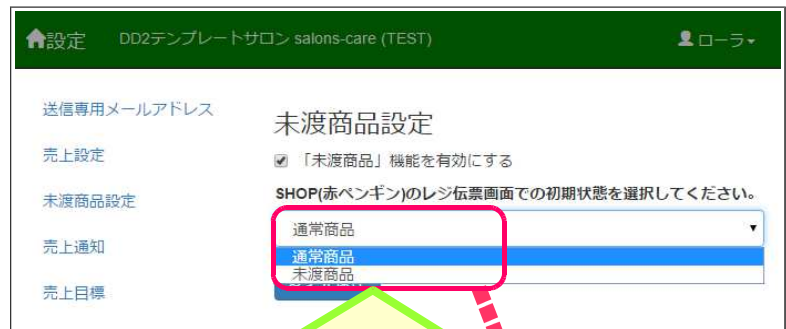 設定 DD2テンプレートサロン salons-care (TEST) ローラ
送信専用メールアドレス
売上設定
未渡商品設定
売上通知
売上目標
未渡商品設定
「未渡商品」機能を有効にする
SHOP(赤ペンギン)のレジ伝票画面での初期状態を選択してください。
通常商品
通常商品
未渡商品